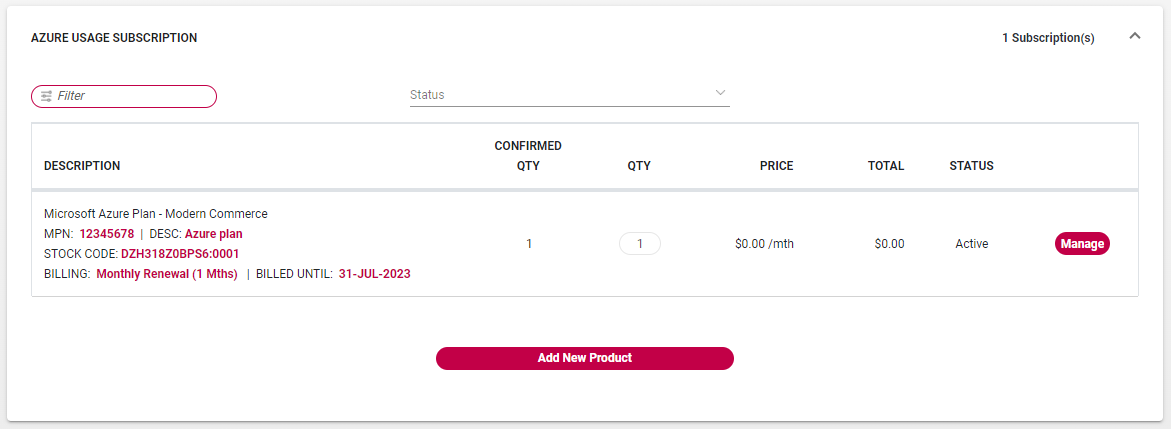 AZURE USAGE SUBSCRIPTION 1 Subscription(s)
Filter Status
CONFIRMED
DESCRIPTION QTY QTY PRICE TOTAL STATUS
Microsoft Azure Plan - Modern Commerce
MPN: 12345678 | DESC: Azure plan
1 1 $0.00 /mth $0.00 Active Manage
STOCK CODE: DZH318Z0BPS6:0001
BILLING: Monthly Renewal (1 Mths) | BILLED UNTIL: 31-JUL-2023
Add New Product